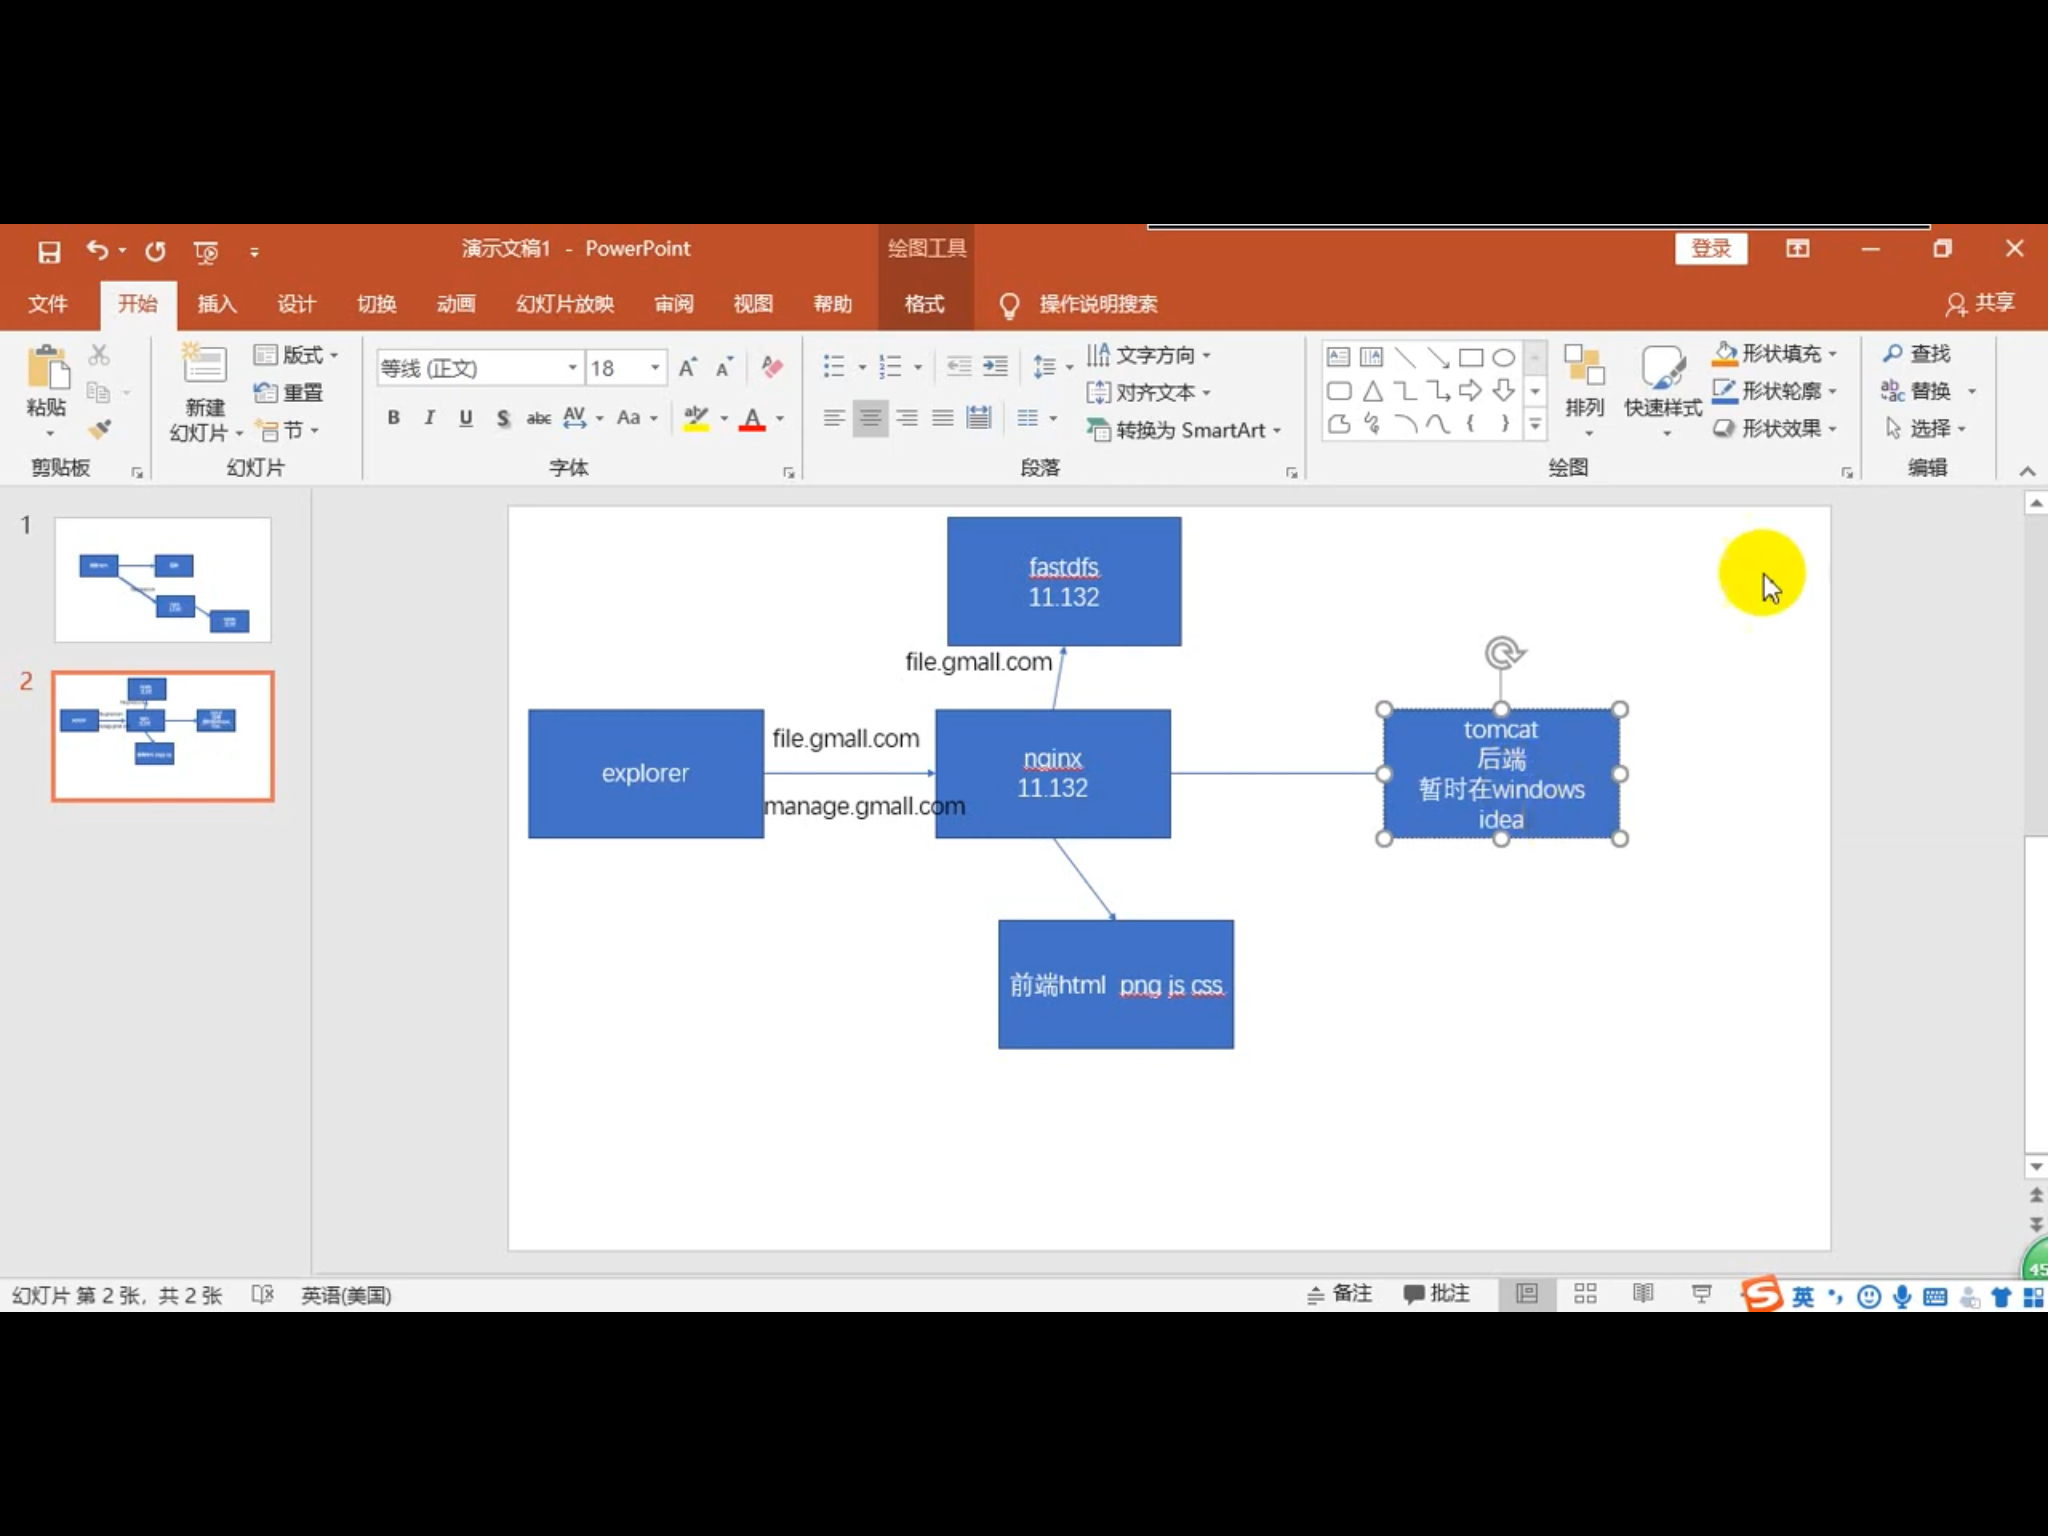 演示文稿1 - PowerPoint
绘图工具
登录
文件
开始
插入
设计
切换
动画
幻灯片放映
审阅
视图
帮助
格式
操作说明搜索
共享
粘贴
剪贴板
新建
幻灯片
版式
重置
节
幻灯片
等线 (正文)
18
B I U S abc AV Aa
字体
文字方向
对齐文本
转换为 SmartArt
段落
排列
快速样式
形状填充
形状轮廓
形状效果
绘图
查找
替换
选择
编辑
1
2
fastdfs
11.132
file.gmall.com
explorer
file.gmall.com
manage.gmall.com
nginx
11.132
tomcat
后端
暂时在windows
idea
前端html png js css
幻灯片 第 2 张，共 2 张
英语(美国)
备注
批注
英
45